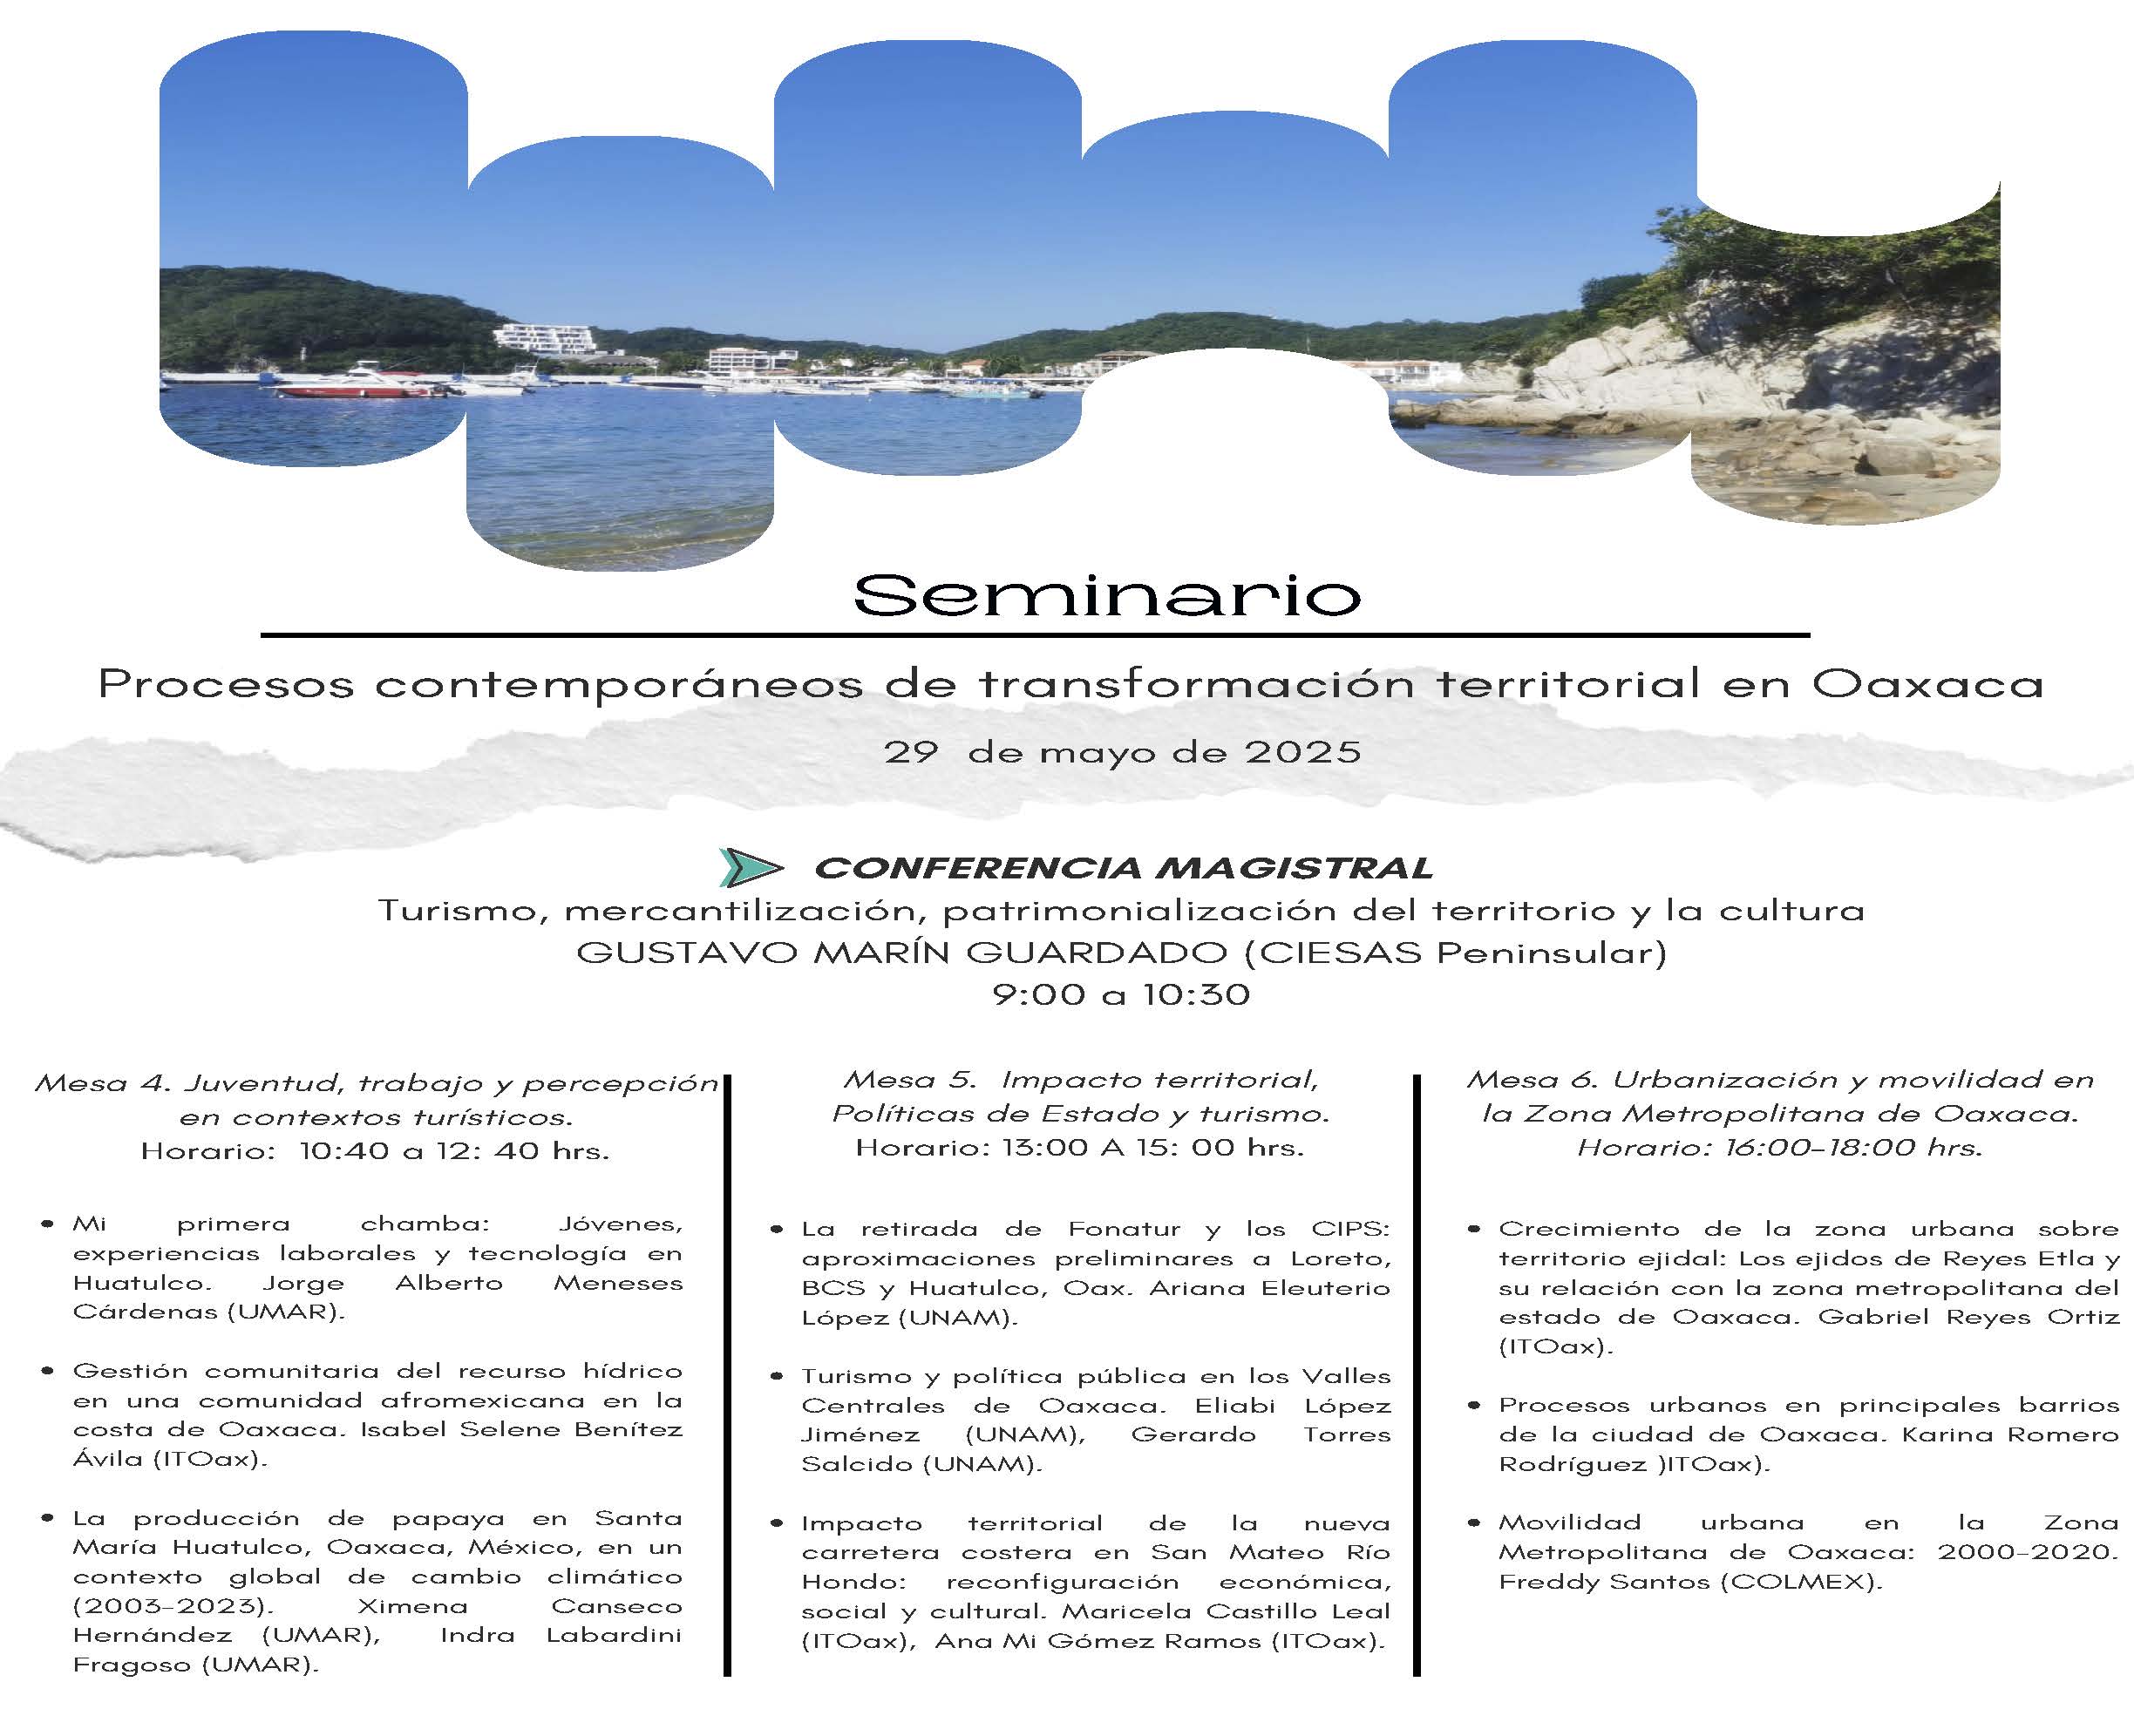 Seminario
Procesos contemporáneos de transformación territorial en Oaxaca
29 de mayo de 2025
CONFERENCIA MAGISTRAL
Turismo, mercantilización, patrimonialización del territorio y la cultura
GUSTAVO MARÍN GUARDADO (CIESAS Peninsular)
9:00 a 10:30
Mesa 4. Juventud, trabajo y percepción
en contextos turísticos.
Horario: 10:40 a 12: 40 hrs.
• Mi primera chamba: Jóvenes,
experiencias laborales y tecnología en
Huatulco. Jorge Alberto Meneses
Cárdenas (UMAR).
• Gestión comunitaria del recurso hídrico
en una comunidad afromexicana en la
costa de Oaxaca. Isabel Selene Benítez
Ávila (ITOax).
• La producción de papaya en Santa
María Huatulco, Oaxaca, México, en un
contexto global de cambio climático
(2003-2023). Ximena Canseco
Hernández (UMAR), Indra Labardini
Fragoso (UMAR).
Mesa 5. Impacto territorial,
Políticas de Estado y turismo.
Horario: 13:00 A 15: 00 hrs.
• La retirada de Fonatur y los CIPS:
aproximaciones preliminares a Loreto,
BCS y Huatulco, Oax. Ariana Eleuterio
López (UNAM).
• Turismo y política pública en los Valles
Centrales de Oaxaca. Eliabi López
Jiménez (UNAM), Gerardo Torres
Salcido (UNAM).
• Impacto territorial de la nueva
carretera costera en San Mateo Río
Hondo: reconfiguración económica,
social y cultural. Maricela Castillo Leal
(ITOax), Ana Mi Gómez Ramos (ITOax).
Mesa 6. Urbanización y movilidad en
la Zona Metropolitana de Oaxaca.
Horario: 16:00-18:00 hrs.
• Crecimiento de la zona urbana sobre
territorio ejidal: Los ejidos de Reyes Etla y
su relación con la zona metropolitana del
estado de Oaxaca. Gabriel Reyes Ortiz
(ITOax).
• Procesos urbanos en principales barrios
de la ciudad de Oaxaca. Karina Romero
Rodríguez )ITOax).
• Movilidad urbana en la Zona
Metropolitana de Oaxaca: 2000-2020.
Freddy Santos (COLMEX).